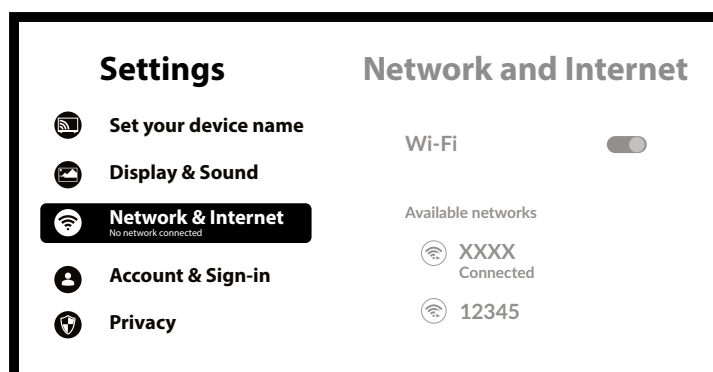 Settings
Set your device name
Display & Sound
Network & Internet
No network connected
Account & Sign-in
Privacy
Network and Internet
Wi-Fi
Available networks
XXXX
Connected
12345